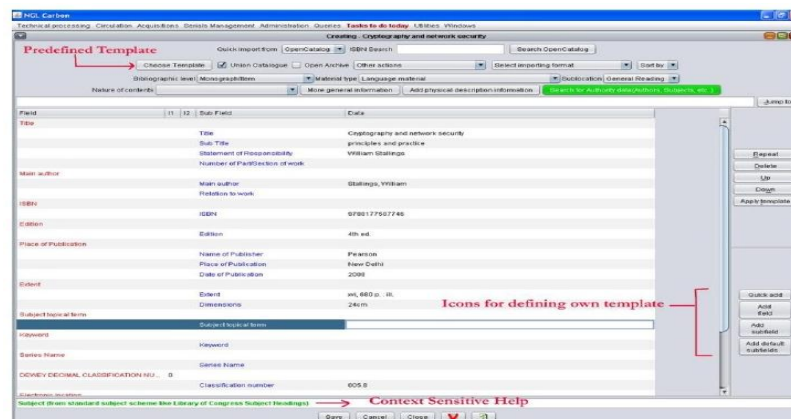 NGL Carbon
Technical processing Circulation Acquisitions Serials Management Administration Queries Tasks to do today Utilities Windows
Creating - Cryptography and network security
Predefined Template
Quick import from OpenCatalog ISBN Search Search OpenCatalog
Choose Template Union Catalogue Open Archive Other actions Select importing format Sort by
Bibliographic level Monograph/Item Material type Language material Sublocation General Reading
Nature of contents More general information Add physical description information Search for Authority data(Authors, Subjects, etc.)
Jump to
Field I1 I2 Sub Field Data
Title
Title Cryptography and network security
Sub Title principles and practice
Statement of Responsibility William Stallings
Number of Part/Section of work
Main author
Main author Stallings, William
Relation to work
ISBN
ISBN 9788177587746
Edition
Edition 4th ed.
Place of Publication
Name of Publisher Pearson
Place of Publication New Delhi
Date of Publication 2008
Extent
Extent xvi, 660 p. : ill,
Dimensions 24cm
Subject topical term
Subject topical term
Keyword
Keyword
Series Name
Series Name
DEWEY DECIMAL CLASSIFICATION NU... 0
Classification number 005.8
Electronic location
Repeat
Delete
Up
Down
Apply template
Icons for defining own template
Quick add
Add field
Add subfield
Add default subfields
Subject (from standard subject scheme like Library of Congress Subject Headings)
Context Sensitive Help
Save Cancel Close